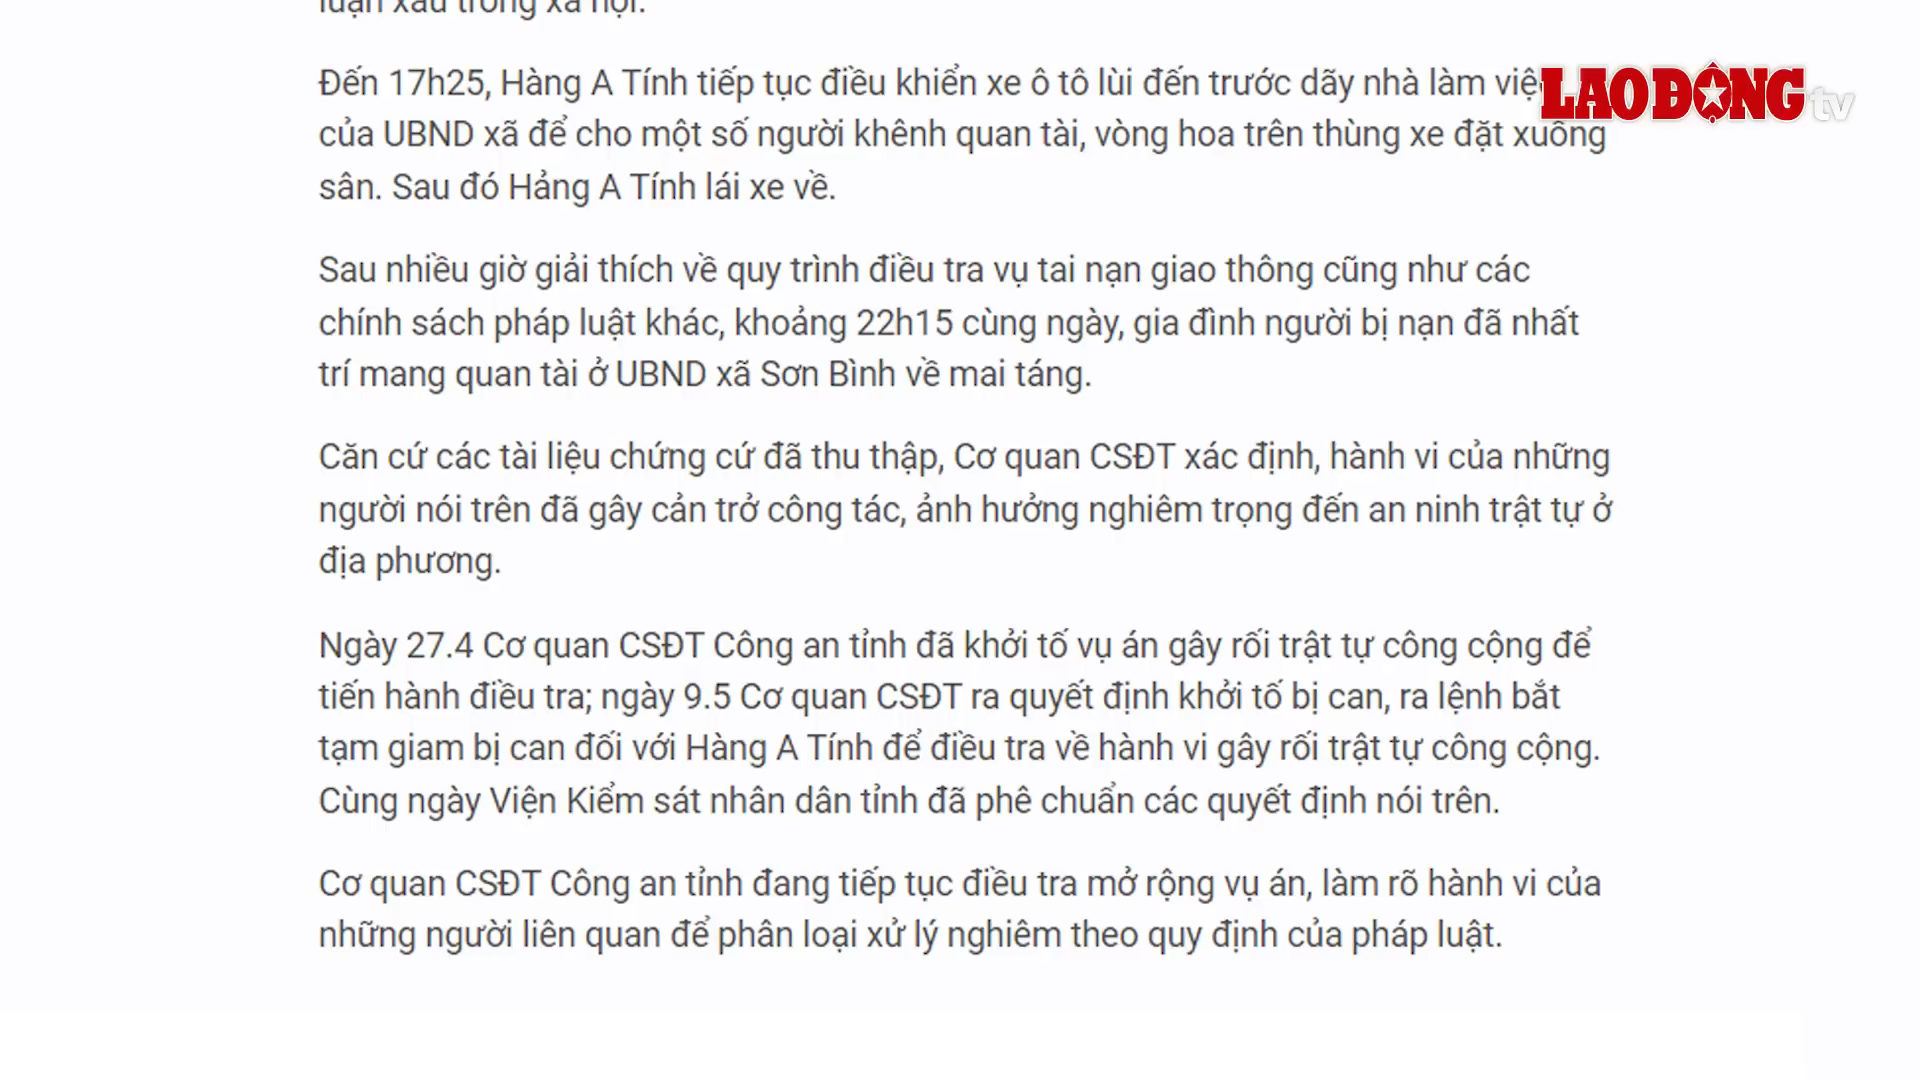 luận xấu trong xã hội.
Đến 17h25, Hàng A Tính tiếp tục điều khiển xe ô tô lùi đến trước dãy nhà làm
LAO ĐỘNG tv
của UBND xã để cho một số người khênh quan tài, vòng hoa trên thùng xe đặt xuống
sân. Sau đó Hảng A Tính lái xe về.
Sau nhiều giờ giải thích về quy trình điều tra vụ tai nạn giao thông cũng như các
chính sách pháp luật khác, khoảng 22h15 cùng ngày, gia đình người bị nạn đã nhất
trí mang quan tài ở UBND xã Sơn Bình về mai táng.
Căn cứ các tài liệu chứng cứ đã thu thập, Cơ quan CSĐT xác định, hành vi của những
người nói trên đã gây cản trở công tác, ảnh hưởng nghiêm trọng đến an ninh trật tự ở
địa phương.
Ngày 27.4 Cơ quan CSĐT Công an tỉnh đã khởi tố vụ án gây rối trật tự công cộng để
tiến hành điều tra; ngày 9.5 Cơ quan CSĐT ra quyết định khởi tố bị can, ra lệnh bắt
tạm giam bị can đối với Hàng A Tính để điều tra về hành vi gây rối trật tự công cộng.
Cùng ngày Viện Kiểm sát nhân dân tỉnh đã phê chuẩn các quyết định nói trên.
Cơ quan CSĐT Công an tỉnh đang tiếp tục điều tra mở rộng vụ án, làm rõ hành vi của
những người liên quan để phân loại xử lý nghiêm theo quy định của pháp luật.